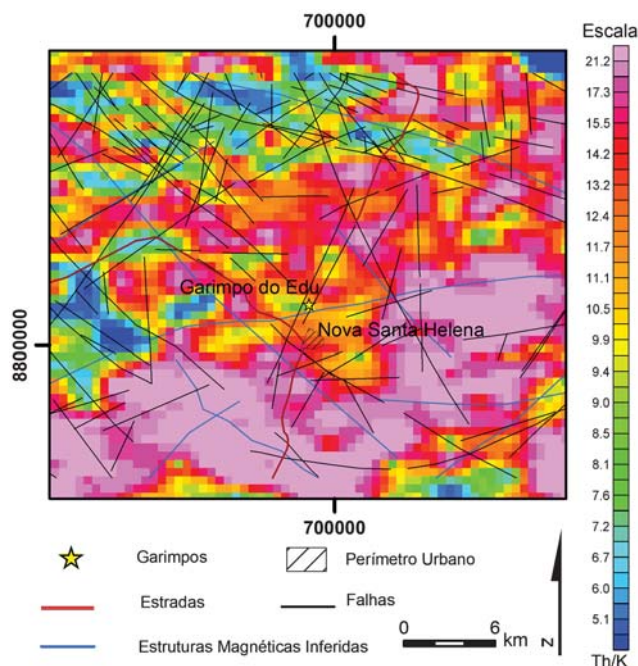 700000
Escala
21.2
17.3
15.5
14.2
13.2
12.4
11.7
11.1
10.5
9.9
9.4
9.0
8.5
8.1
7.6
7.2
6.7
6.0
5.1
Th/K
8800000
Garimpo do Edu
Nova Santa Helena
700000
Garimpos
Perímetro Urbano
Estradas
Falhas
Estruturas Magnéticas Inferidas
0 6
km
N